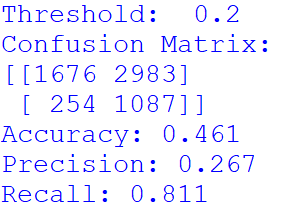 Threshold:  0.2
Confusion Matrix:
[[1676 2983]
 [ 254 1087]]
Accuracy: 0.461
Precision: 0.267
Recall: 0.811